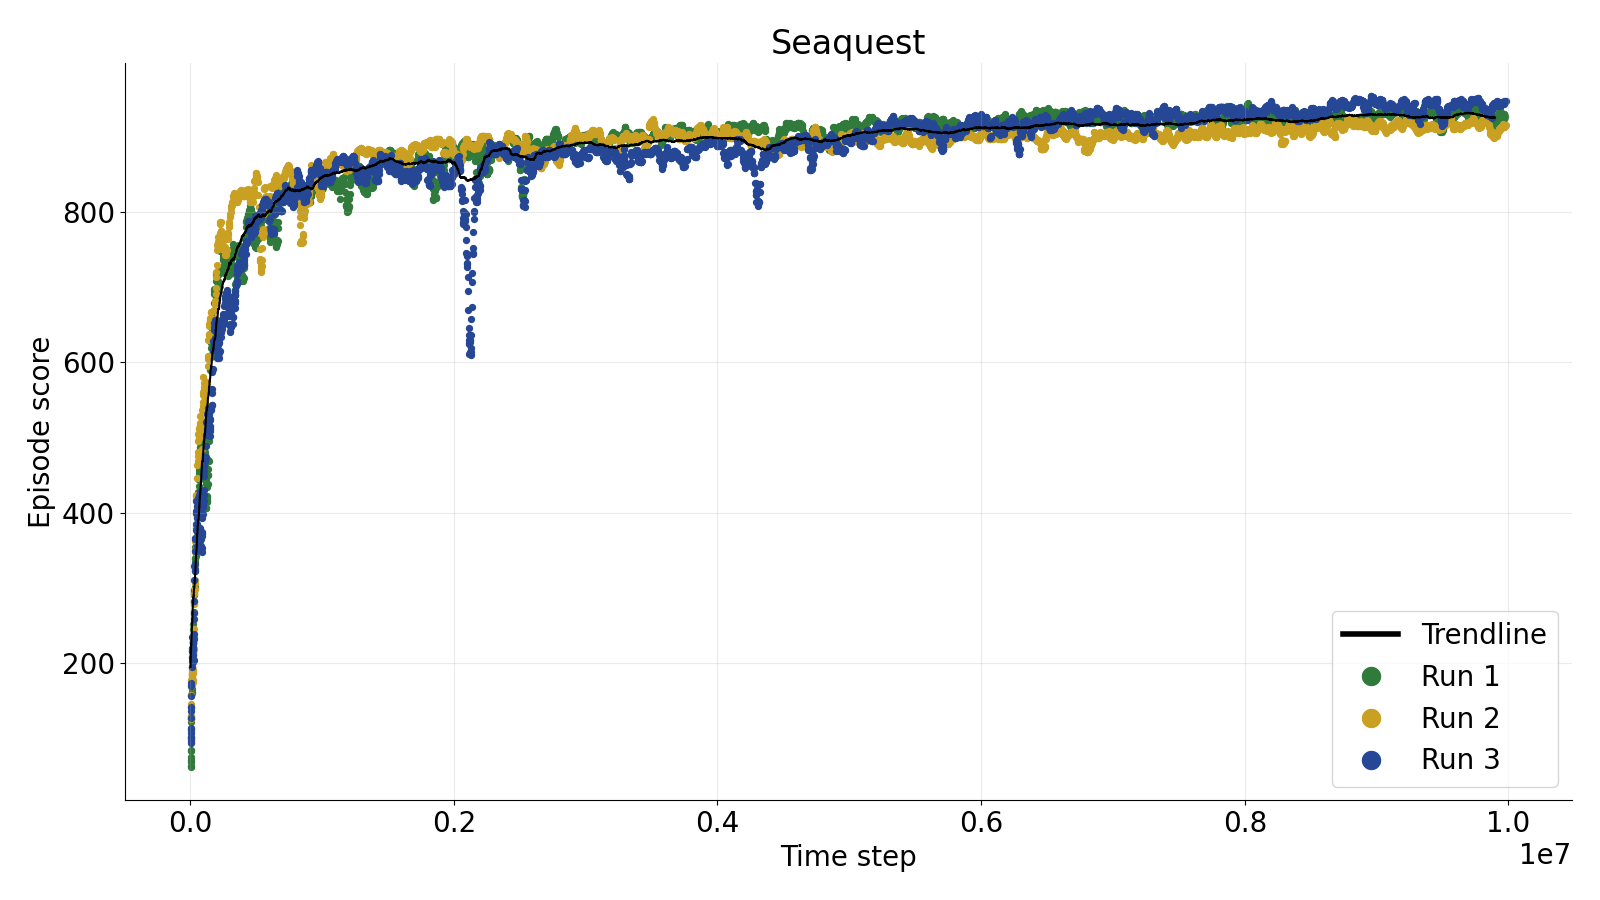 Seaquest
Episode score
800
600
400
200
0.0
0.2
0.4
0.6
0.8
1.0
1e7
Time step
Trendline
Run 1
Run 2
Run 3